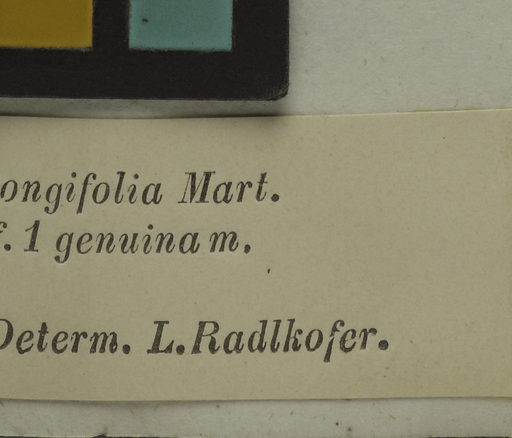 ongifolia Mart.
f. 1 genuina m.
Determ. L. Radlkofer.